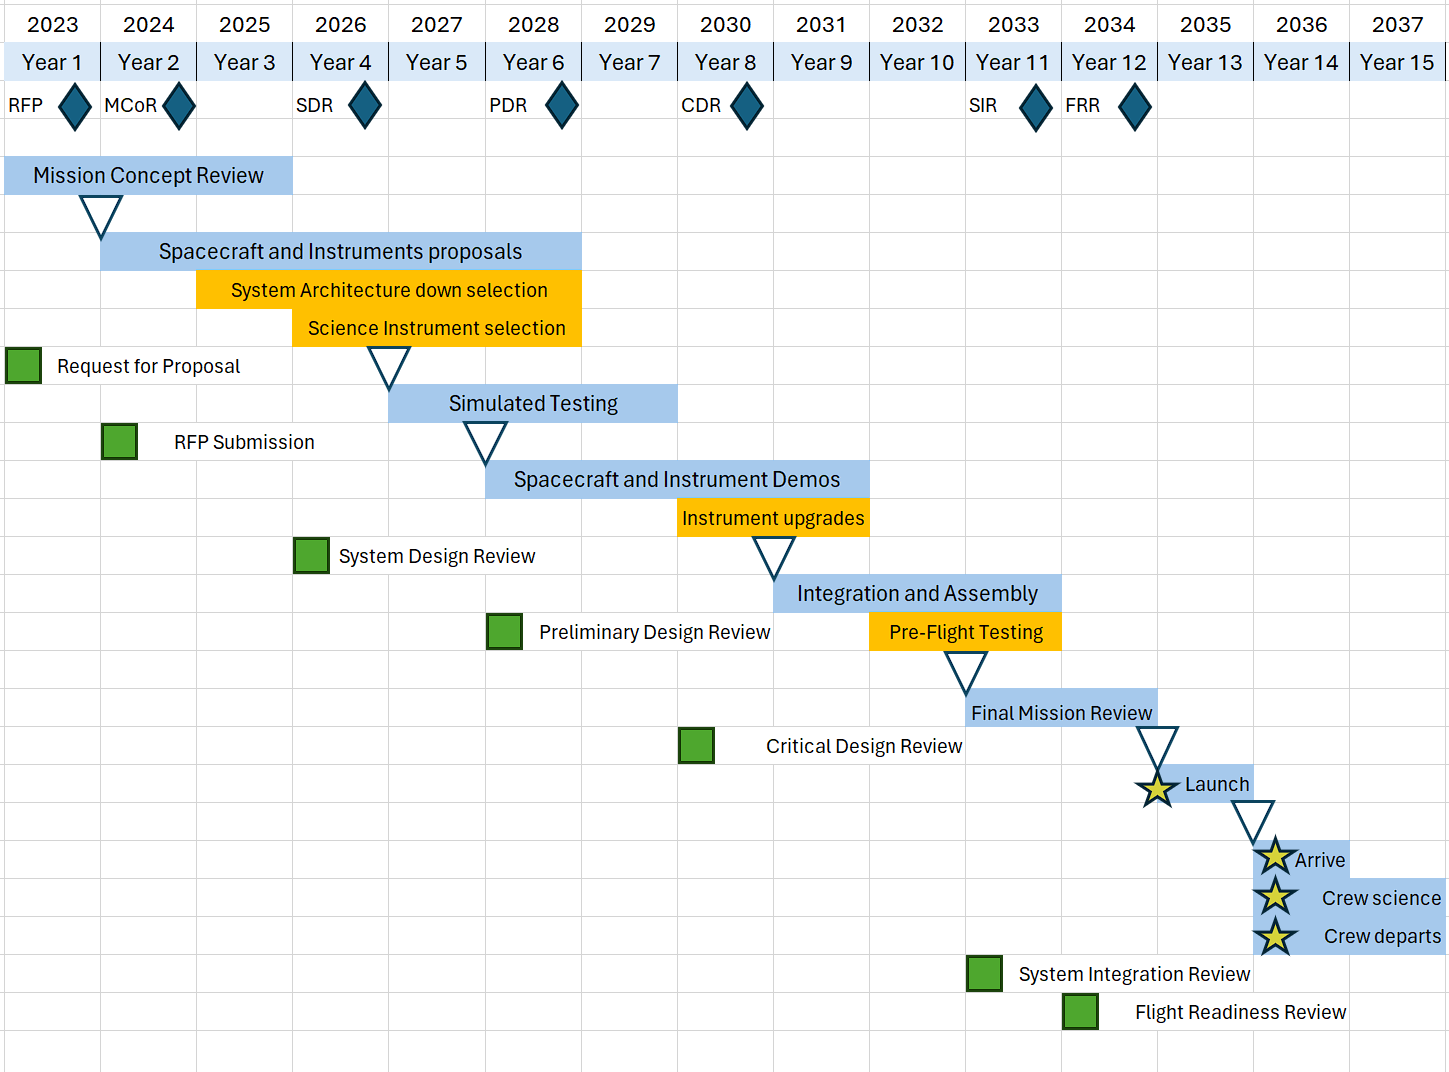 2023 2024 2025 2026 2027 2028 2029 2030 2031 2032 2033 2034 2035 2036 2037
Year 1 Year 2 Year 3 Year 4 Year 5 Year 6 Year 7 Year 8 Year 9 Year 10 Year 11 Year 12 Year 13 Year 14 Year 15
RFP MCoR SDR PDR CDR SIR FRR
Mission Concept Review
Spacecraft and Instruments proposals
System Architecture down selection
Science Instrument selection
Request for Proposal
Simulated Testing
RFP Submission
Spacecraft and Instrument Demos
Instrument upgrades
System Design Review
Integration and Assembly
Preliminary Design Review Pre-Flight Testing
Final Mission Review
Critical Design Review
Launch
Arrive
Crew science
Crew departs
System Integration Review
Flight Readiness Review